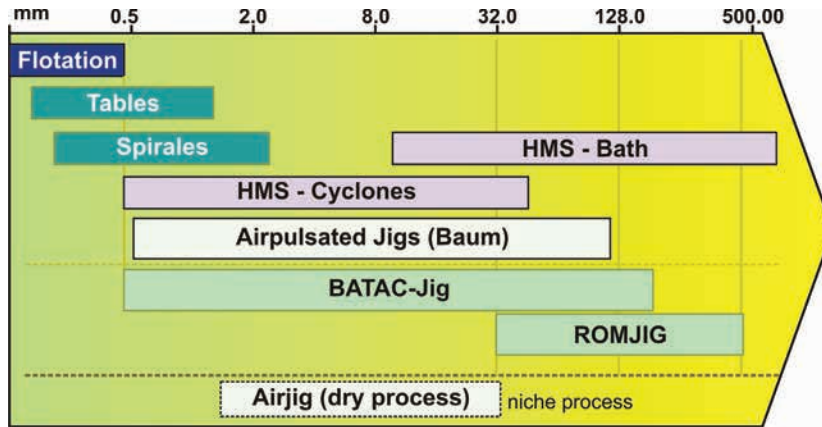 mm 0.5 2.0 8.0 32.0 128.0 500.00
Flotation
Tables
Spirales
HMS - Bath
HMS - Cyclones
Airpulsated Jigs (Baum)
BATAC-Jig
ROMJIG
Airjig (dry process) niche process